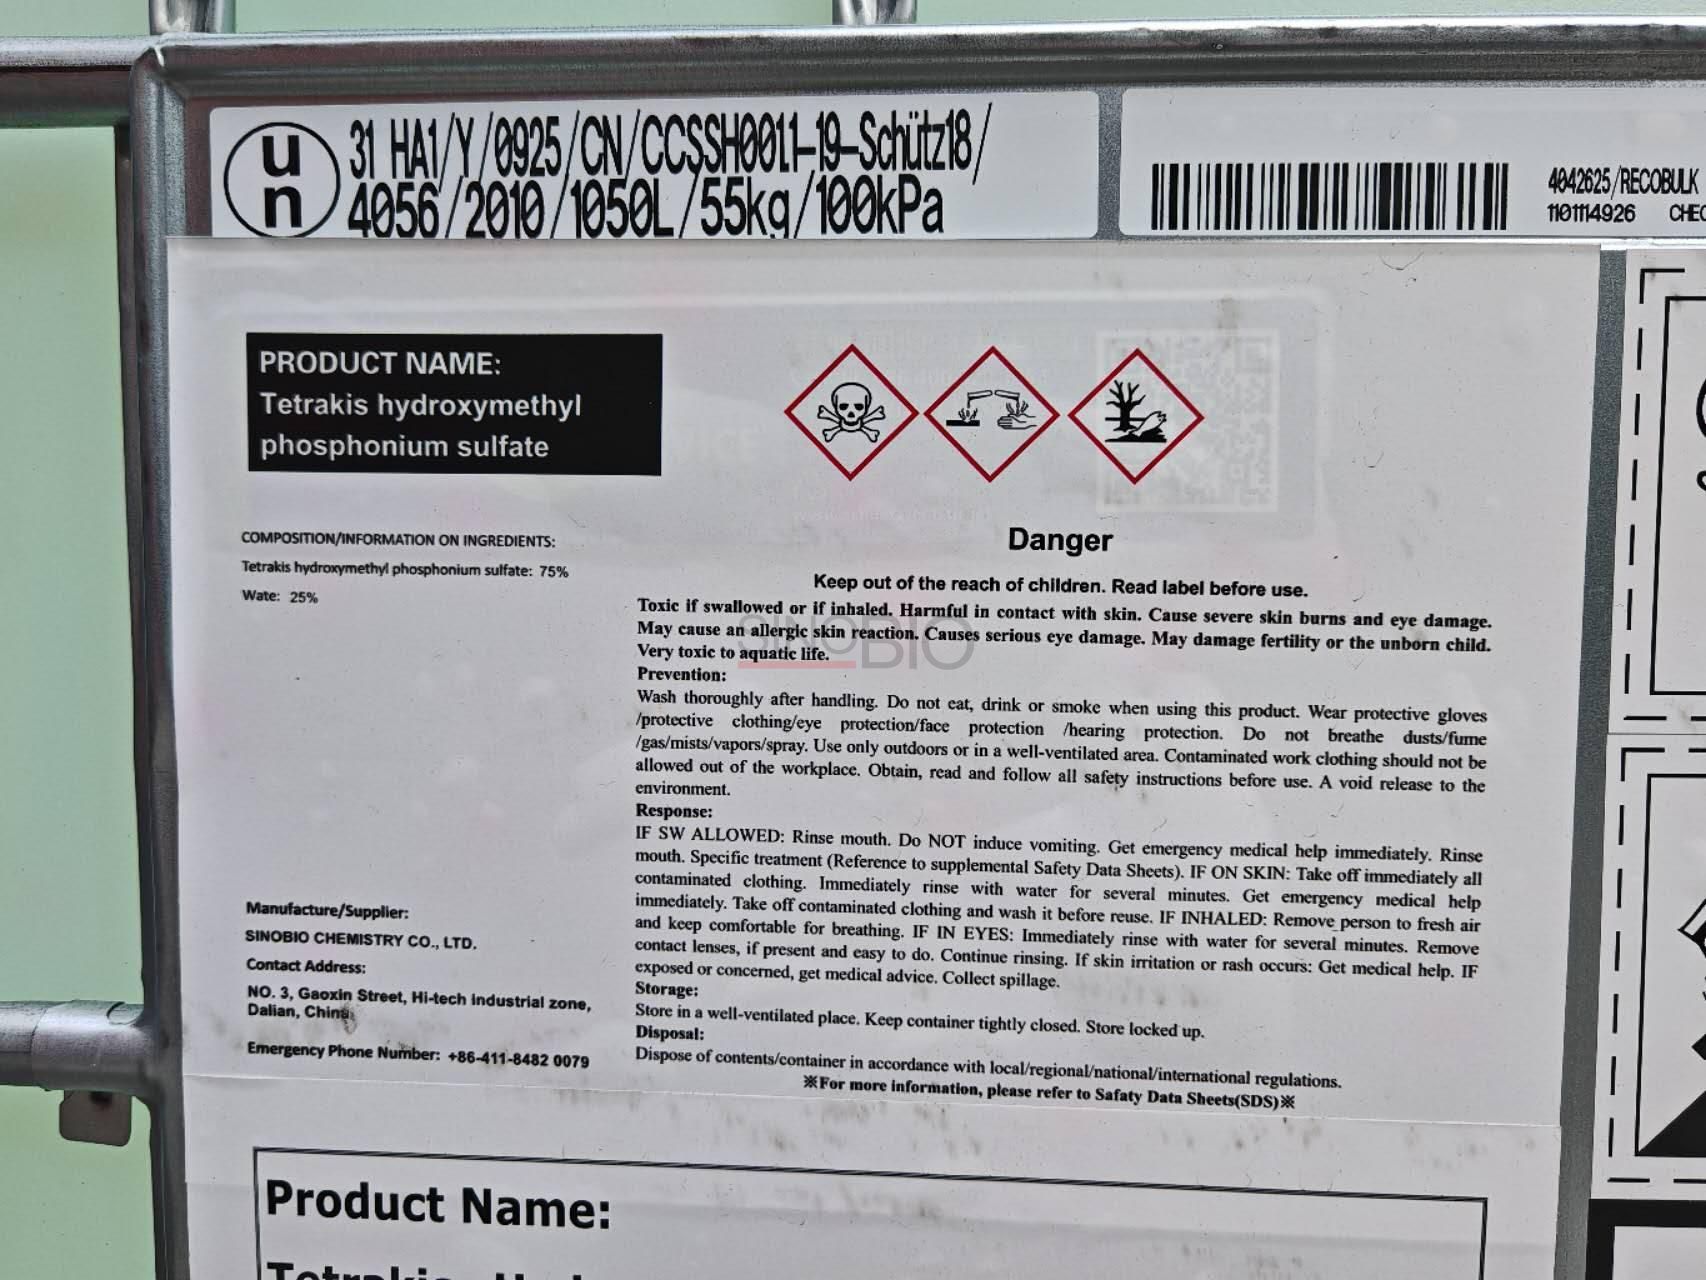 un
31 HA1/Y/0925/CN/CCSSH0011-19-Schütz18/
4056/2010/1050L/55kg/100kPa
4042625/RECOBULK
1101114926 CHEC
PRODUCT NAME:
Tetrakis hydroxymethyl
phosphonium sulfate
COMPOSITION/INFORMATION ON INGREDIENTS:
Tetrakis hydroxymethyl phosphonium sulfate: 75%
Wate: 25%
Manufacture/Supplier:
SINOBIO CHEMISTRY CO., LTD.
Contact Address:
NO. 3, Gaoxin Street, Hi-tech industrial zone,
Dalian, China
Emergency Phone Number: +86-411-8482 0079
Danger
Keep out of the reach of children. Read label before use.
Toxic if swallowed or if inhaled. Harmful in contact with skin. Cause severe skin burns and eye damage.
May cause an allergic skin reaction. Causes serious eye damage. May damage fertility or the unborn child.
Very toxic to aquatic life.
SINOBIO
Prevention:
Wash thoroughly after handling. Do not eat, drink or smoke when using this product. Wear protective gloves
/protective clothing/eye protection/face protection /hearing protection. Do not breathe dusts/fume
/gas/mists/vapors/spray. Use only outdoors or in a well-ventilated area. Contaminated work clothing should not be
allowed out of the workplace. Obtain, read and follow all safety instructions before use. A void release to the
environment.
Response:
IF SW ALLOWED: Rinse mouth. Do NOT induce vomiting. Get emergency medical help immediately. Rinse
mouth. Specific treatment (Reference to supplemental Safety Data Sheets). IF ON SKIN: Take off immediately all
contaminated clothing. Immediately rinse with water for several minutes. Get emergency medical help
immediately. Take off contaminated clothing and wash it before reuse. IF INHALED: Remove person to fresh air
and keep comfortable for breathing. IF IN EYES: Immediately rinse with water for several minutes. Remove
contact lenses, if present and easy to do. Continue rinsing. If skin irritation or rash occurs: Get medical help. IF
exposed or concerned, get medical advice. Collect spillage.
Storage:
Store in a well-ventilated place. Keep container tightly closed. Store locked up.
Disposal:
Dispose of contents/container in accordance with local/regional/national/international regulations.
※For more information, please refer to Safaty Data Sheets(SDS)※
Product Name: